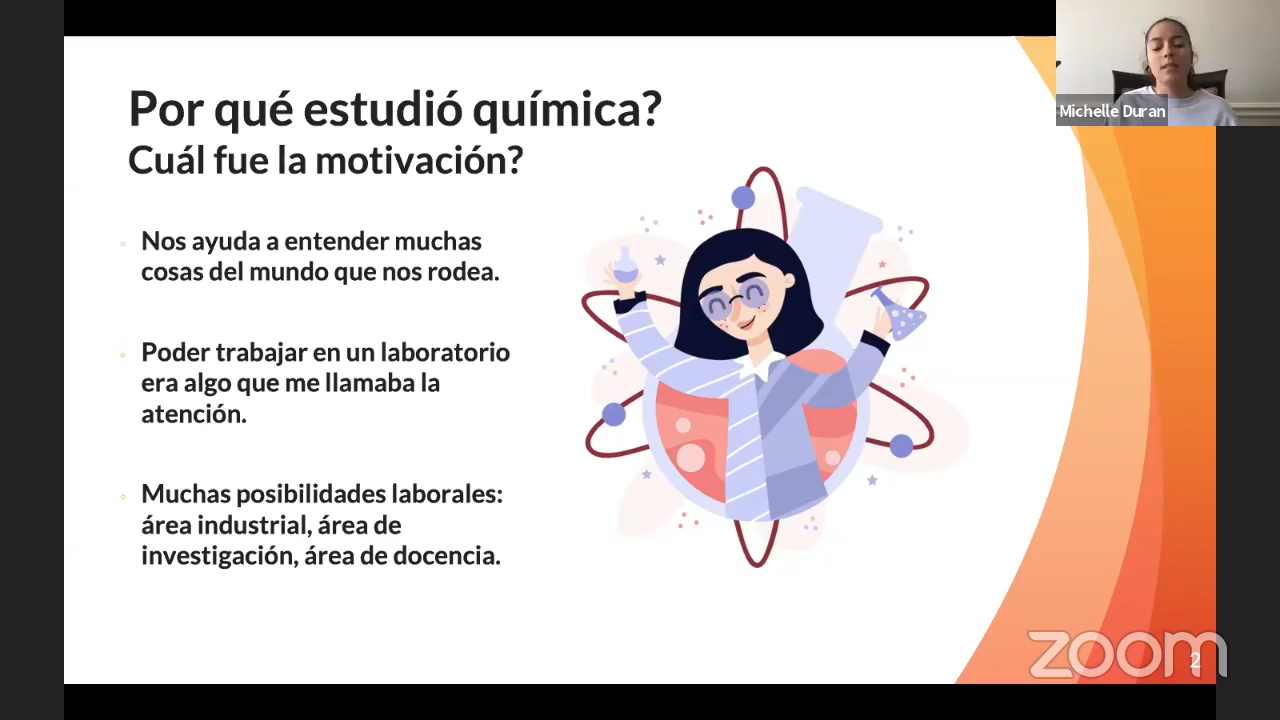 Por qué estudió química?
Cuál fue la motivación?
Nos ayuda a entender muchas
cosas del mundo que nos rodea.
Poder trabajar en un laboratorio
era algo que me llamaba la
atención.
Muchas posibilidades laborales:
área industrial, área de
investigación, área de docencia.
Michelle Duran
zoom
2